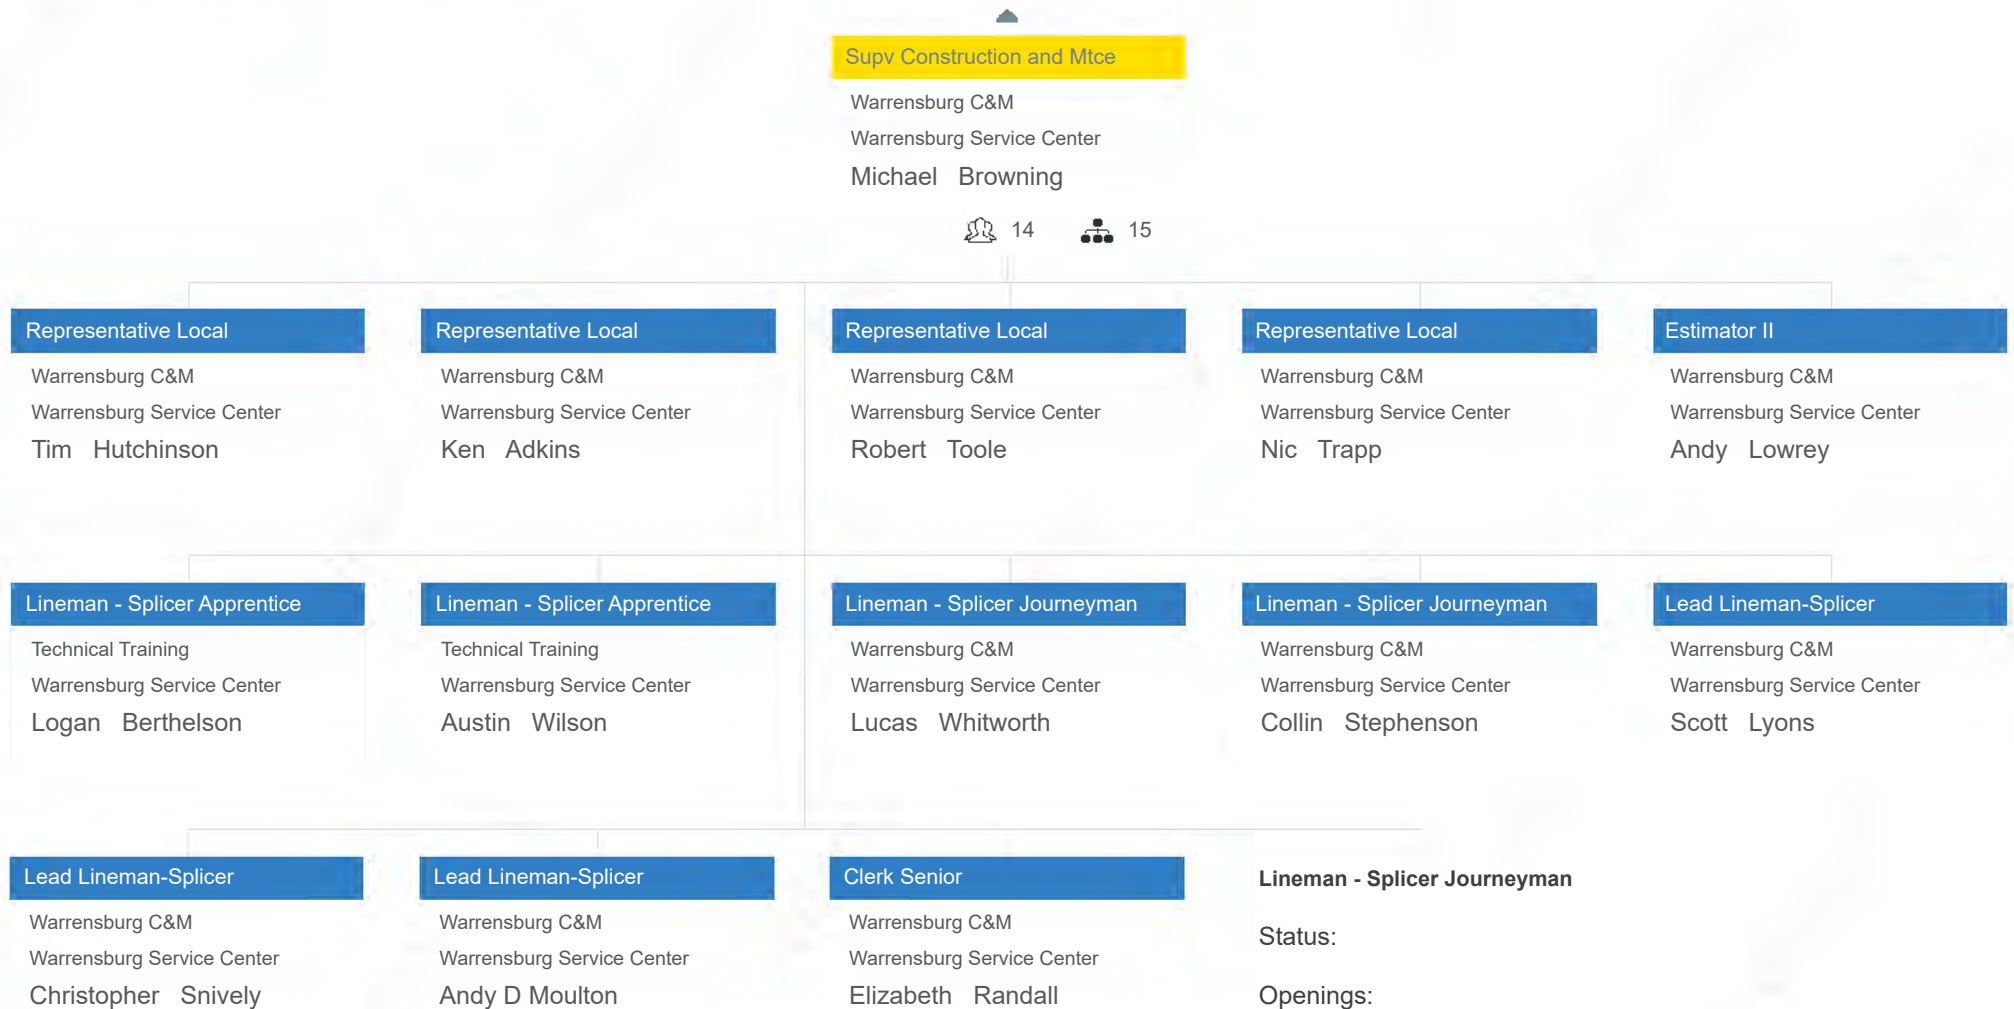 Supv Construction and Mtce
Warrensburg C&M
Warrensburg Service Center
Michael Browning
14 15
Representative Local
Warrensburg C&M
Warrensburg Service Center
Tim Hutchinson
Representative Local
Warrensburg C&M
Warrensburg Service Center
Ken Adkins
Representative Local
Warrensburg C&M
Warrensburg Service Center
Robert Toole
Representative Local
Warrensburg C&M
Warrensburg Service Center
Nic Trapp
Estimator II
Warrensburg C&M
Warrensburg Service Center
Andy Lowrey
Lineman - Splicer Apprentice
Technical Training
Warrensburg Service Center
Logan Berthelson
Lineman - Splicer Apprentice
Technical Training
Warrensburg Service Center
Austin Wilson
Lineman - Splicer Journeyman
Warrensburg C&M
Warrensburg Service Center
Lucas Whitworth
Lineman - Splicer Journeyman
Warrensburg C&M
Warrensburg Service Center
Collin Stephenson
Lead Lineman-Splicer
Warrensburg C&M
Warrensburg Service Center
Scott Lyons
Lead Lineman-Splicer
Warrensburg C&M
Warrensburg Service Center
Christopher Snively
Lead Lineman-Splicer
Warrensburg C&M
Warrensburg Service Center
Andy D Moulton
Clerk Senior
Warrensburg C&M
Warrensburg Service Center
Elizabeth Randall
Lineman - Splicer Journeyman
Status:
Openings: